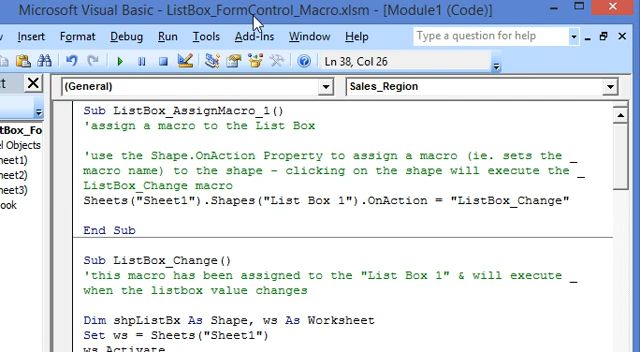 Microsoft Visual Basic - ListBox_FormControl_Macro.xlsm - [Module1 (Code)]
Insert Format Debug Run Tools Add-Ins Window Help Type a question for help
Ln 38, Col 26
(General) Sales_Region
Sub ListBox_AssignMacro_1()
'assign a macro to the List Box
'use the Shape.OnAction Property to assign a macro (ie. sets the _
macro name) to the shape - clicking on the shape will execute the _
ListBox_Change macro
Sheets("Sheet1").Shapes("List Box 1").OnAction = "ListBox_Change"
End Sub
Sub ListBox_Change()
'this macro has been assigned to the "List Box 1" & will execute _
when the listbox value changes
Dim shpListBx As Shape, ws As Worksheet
Set ws = Sheets("Sheet1")
ws.Activate
ct
tBox_Fo
el Objects
heet1)
heet2)
heet3)
ook